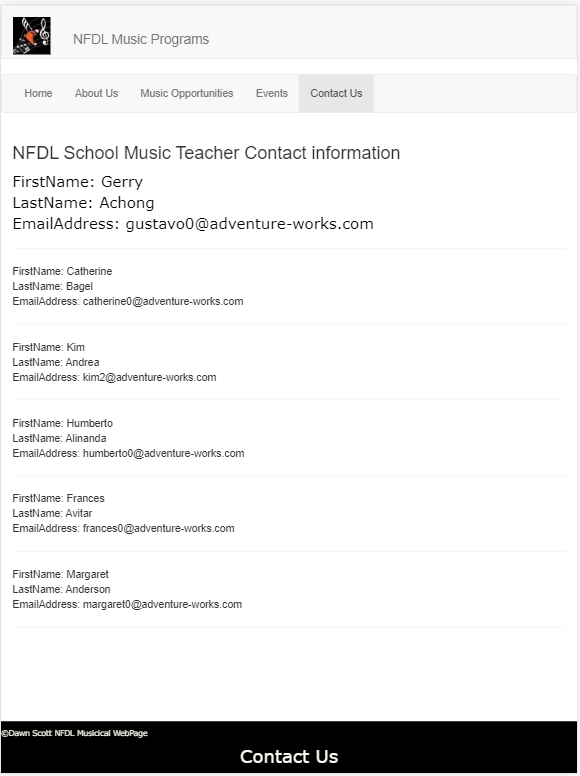 NFDL Music Programs
Home About Us Music Opportunities Events Contact Us
NFDL School Music Teacher Contact information
FirstName: Gerry
LastName: Achong
EmailAddress: gustavo0@adventure-works.com
FirstName: Catherine
LastName: Bagel
EmailAddress: catherine0@adventure-works.com
FirstName: Kim
LastName: Andrea
EmailAddress: kim2@adventure-works.com
FirstName: Humberto
LastName: Alinanda
EmailAddress: humberto0@adventure-works.com
FirstName: Frances
LastName: Avitar
EmailAddress: frances0@adventure-works.com
FirstName: Margaret
LastName: Anderson
EmailAddress: margaret0@adventure-works.com
©Dawn Scott NFDL Musicical WebPage
Contact Us